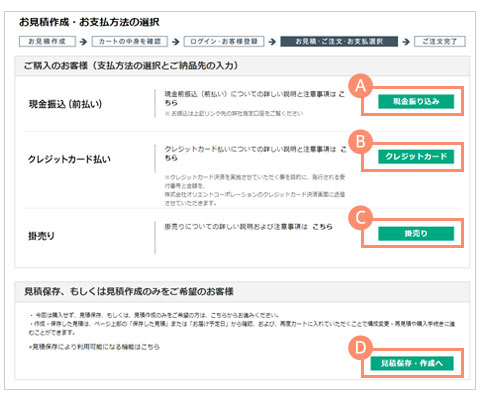 お見積作成・お支払方法の選択
お見積作成 → カートの中身を確認 → ログイン・お客様登録 → お見積・ご注文・お支払選択 → ご注文完了
ご購入のお客様（支払方法の選択とご納品先の入力）
A
現金振込（前払い）
現金前振込（前払い）についての詳しい説明と注意事項は こ
ちら
※ お振込は上記リンク先の弊社指定口座をご覧ください
現金振り込み
B
クレジットカード払い
クレジットカード払いについての詳しい説明と注意事項は こ
ちら
※クレジットカード決済を実施させていただく事を目的に、発行される受
付番号と金額を、
株式会社オリエントコーポレーションのクレジットカード決済画面に送信
させていただきます。
クレジットカード
C
掛売り
掛売りについての詳しい説明および注意事項は こちら
掛売り
見積保存、もしくは見積作成のみをご希望のお客様
・ 今回は購入せず、見積保存、もしくは、見積作成のみをご希望の方は、こちらからお進みください。
・作成・保存した見積は、ページ上部の「保存した見積」または「お届け予定日」から確認、および、再度カートに入れていただくことで構成変更・再見積や購入手続きに進
むことができます。
»見積保存により利用可能になる機能はこちら
D
見積保存・作成へ